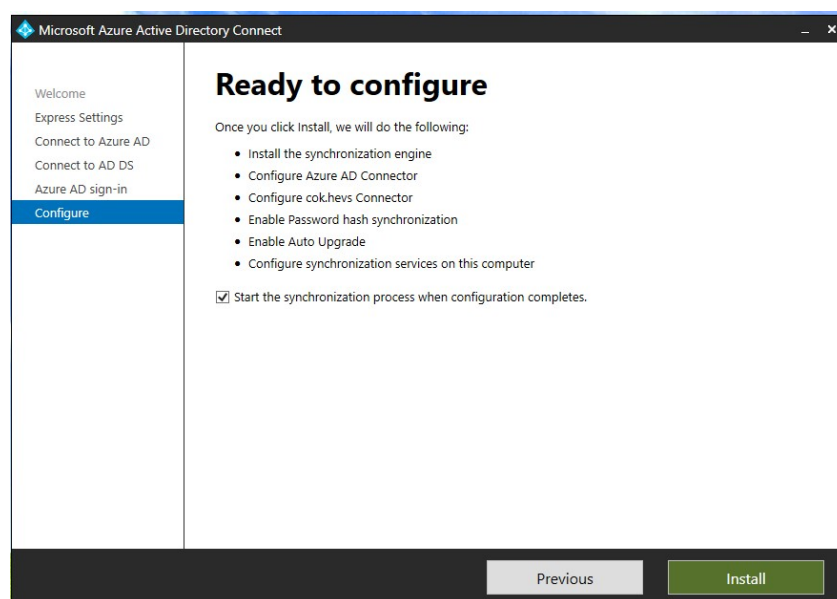 Microsoft Azure Active Directory Connect
Welcome
Express Settings
Connect to Azure AD
Connect to AD DS
Azure AD sign-in
Configure
Ready to configure
Once you click Install, we will do the following:
• Install the synchronization engine
• Configure Azure AD Connector
• Configure cok.hevs Connector
• Enable Password hash synchronization
• Enable Auto Upgrade
• Configure synchronization services on this computer
Start the synchronization process when configuration completes.
Previous
Install